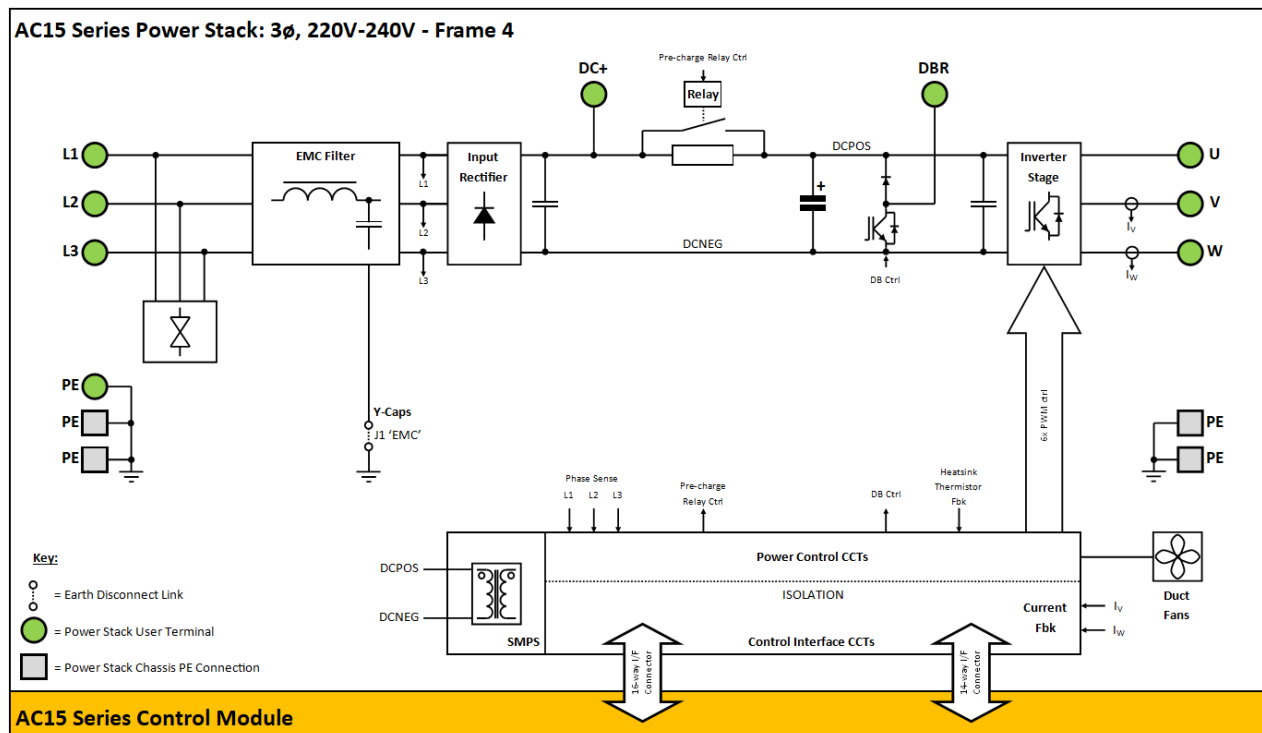 AC15 Series Power Stack: 3ø, 220V-240V - Frame 4
Pre-charge Relay Ctrl
DC+
DBR
Relay
L1
EMC Filter
Input
Rectifier
DCPOS
Inverter
Stage
U
L1
L2
+
V
L2
IV
L3
DCNEG
W
L3
DB Ctrl
IW
PE
PE
PE
Y-Caps
J1 ‘EMC’
6x PWM ctrl
PE
PE
Phase Sense
L1 L2 L3
Pre-charge
Relay Ctrl
DB Ctrl
Heatsink
Thermistor
Fbk
Key:
= Earth Disconnect Link
= Power Stack User Terminal
= Power Stack Chassis PE Connection
DCPOS
DCNEG
SMPS
Power Control CCTs
ISOLATION
Control Interface CCTs
Current
Fbk
IV
IW
Duct
Fans
16-way I/F
Connector
14-way I/F
Connector
AC15 Series Control Module